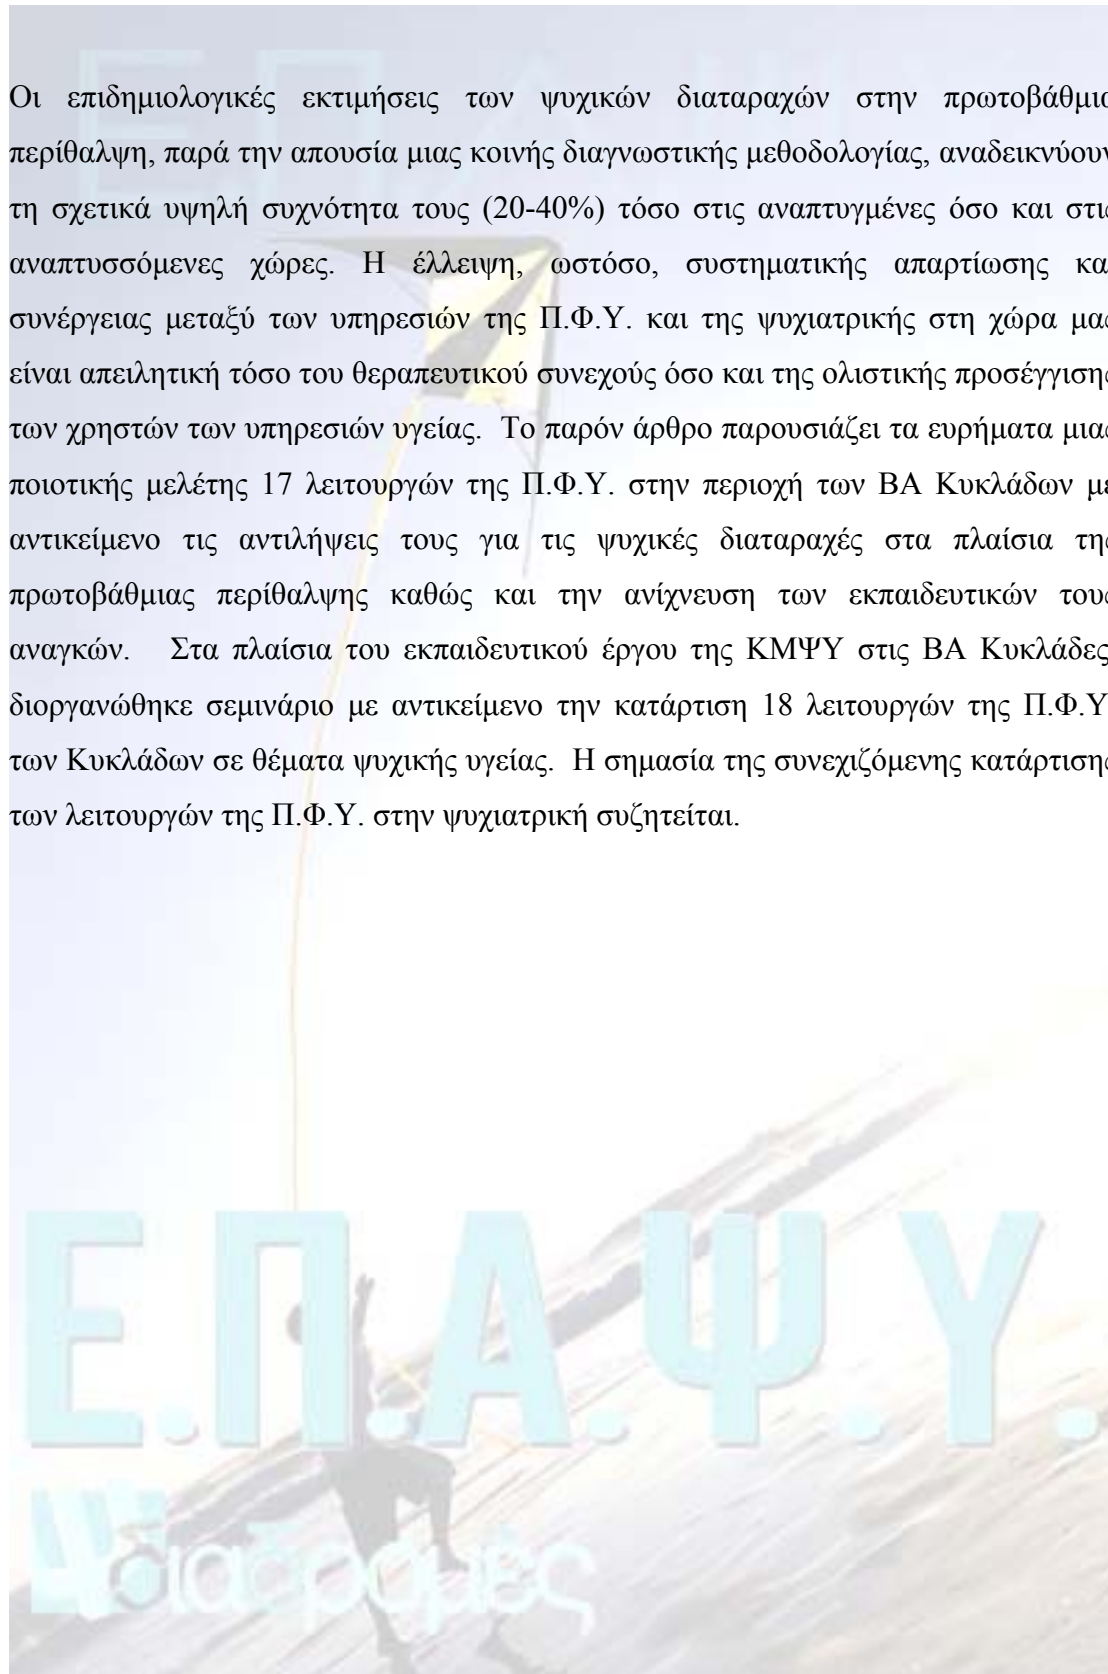 Οι επιδημιολογικές εκτιμήσεις των ψυχικών διαταραχών στην πρωτοβάθμια
περίθαλψη, παρά την απουσία μιας κοινής διαγνωστικής μεθοδολογίας, αναδεικνύουν
τη σχετικά υψηλή συχνότητα τους (20-40%) τόσο στις αναπτυγμένες όσο και στις
αναπτυσσόμενες χώρες. Η έλλειψη, ωστόσο, συστηματικής απαρτίωσης και
συνέργειας μεταξύ των υπηρεσιών της Π.Φ.Υ. και της ψυχιατρικής στη χώρα μας
είναι απειλητική τόσο του θεραπευτικού συνεχούς όσο και της ολιστικής προσέγγισης
των χρηστών των υπηρεσιών υγείας. Το παρόν άρθρο παρουσιάζει τα ευρήματα μιας
ποιοτικής μελέτης 17 λειτουργών της Π.Φ.Υ. στην περιοχή των ΒΑ Κυκλάδων με
αντικείμενο τις αντιλήψεις τους για τις ψυχικές διαταραχές στα πλαίσια της
πρωτοβάθμιας περίθαλψης καθώς και την ανίχνευση των εκπαιδευτικών τους
αναγκών. Στα πλαίσια του εκπαιδευτικού έργου της ΚΜΨΥ στις ΒΑ Κυκλάδες
διοργανώθηκε σεμινάριο με αντικείμενο την κατάρτιση 18 λειτουργών της Π.Φ.Υ
των Κυκλάδων σε θέματα ψυχικής υγείας. Η σημασία της συνεχιζόμενης κατάρτισης
των λειτουργών της Π.Φ.Υ. στην ψυχιατρική συζητείται.
Ε.Π.Α.Ψ.Υ.
Ψ
διαδρομές